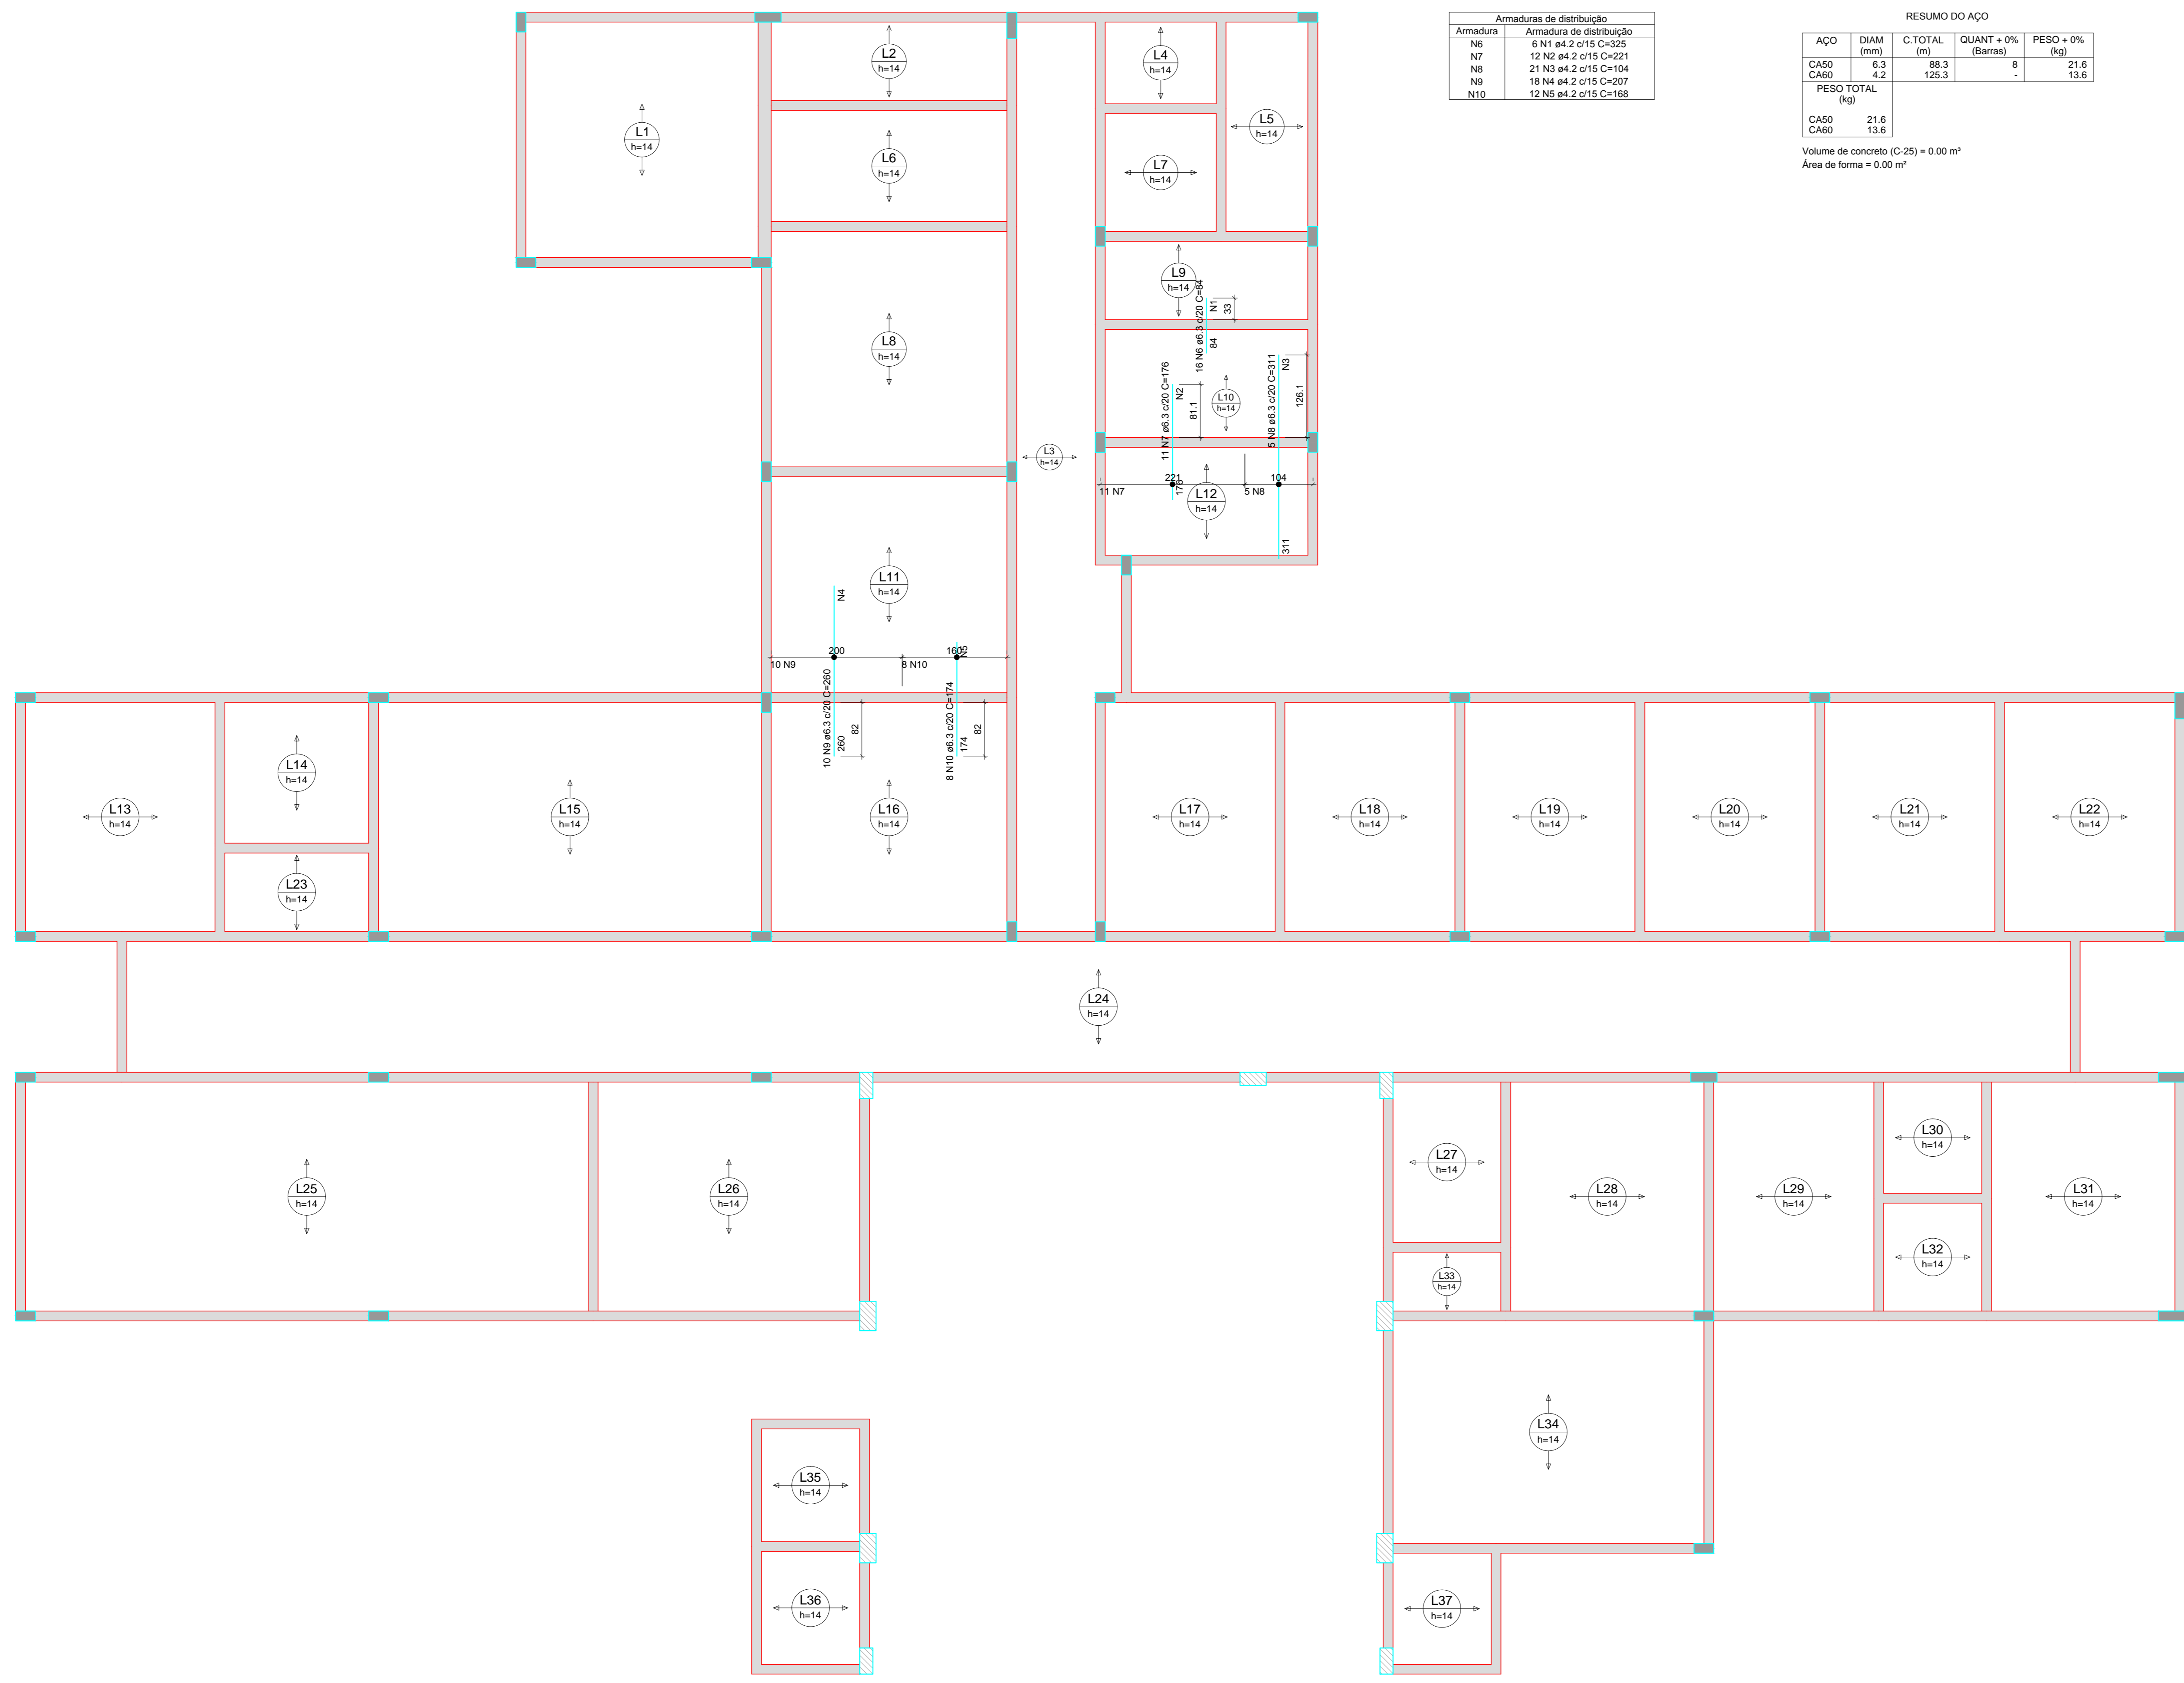 Armaduras de distribuição
Armadura Armadura de distribuição
N6 6 N1 ø4.2 c/15 C=325
N7 12 N2 ø4.2 c/15 C=221
N8 21 N3 ø4.2 c/15 C=104
N9 18 N4 ø4.2 c/15 C=207
N10 12 N5 ø4.2 c/15 C=168
RESUMO DO AÇO
AÇO DIAM (mm) C.TOTAL (m) QUANT + 0% (Barras) PESO + 0% (kg)
CA50 6.3 88.3 8 21.6
CA60 4.2 125.3 - 13.6
PESO TOTAL
(kg)
CA50 21.6
CA60 13.6
Volume de concreto (C-25) = 0.00 m³
Área de forma = 0.00 m²
L1
h=14
L2
h=14
L4
h=14
L5
h=14
L6
h=14
L7
h=14
L9
h=14
16 N6 ø6.3 c/20 C=84
N1
33
84
L8
h=14
11 N7 ø6.3 c/20 C=176
N2
81.1
L10
h=14
5 N8 ø6.3 c/20 C=311
N3
126.1
L3
h=14
221
104
11 N7
176
5 N8
L12
h=14
311
L11
h=14
N4
200
160
N5
10 N9
8 N10
10 N9 ø6.3 c/20 C=260
260
82
8 N10 ø6.3 c/20 C=174
174
82
L13
h=14
L14
h=14
L15
h=14
L16
h=14
L17
h=14
L18
h=14
L19
h=14
L20
h=14
L21
h=14
L22
h=14
L23
h=14
L24
h=14
L25
h=14
L26
h=14
L27
h=14
L28
h=14
L29
h=14
L30
h=14
L31
h=14
L32
h=14
L33
h=14
L34
h=14
L35
h=14
L36
h=14
L37
h=14